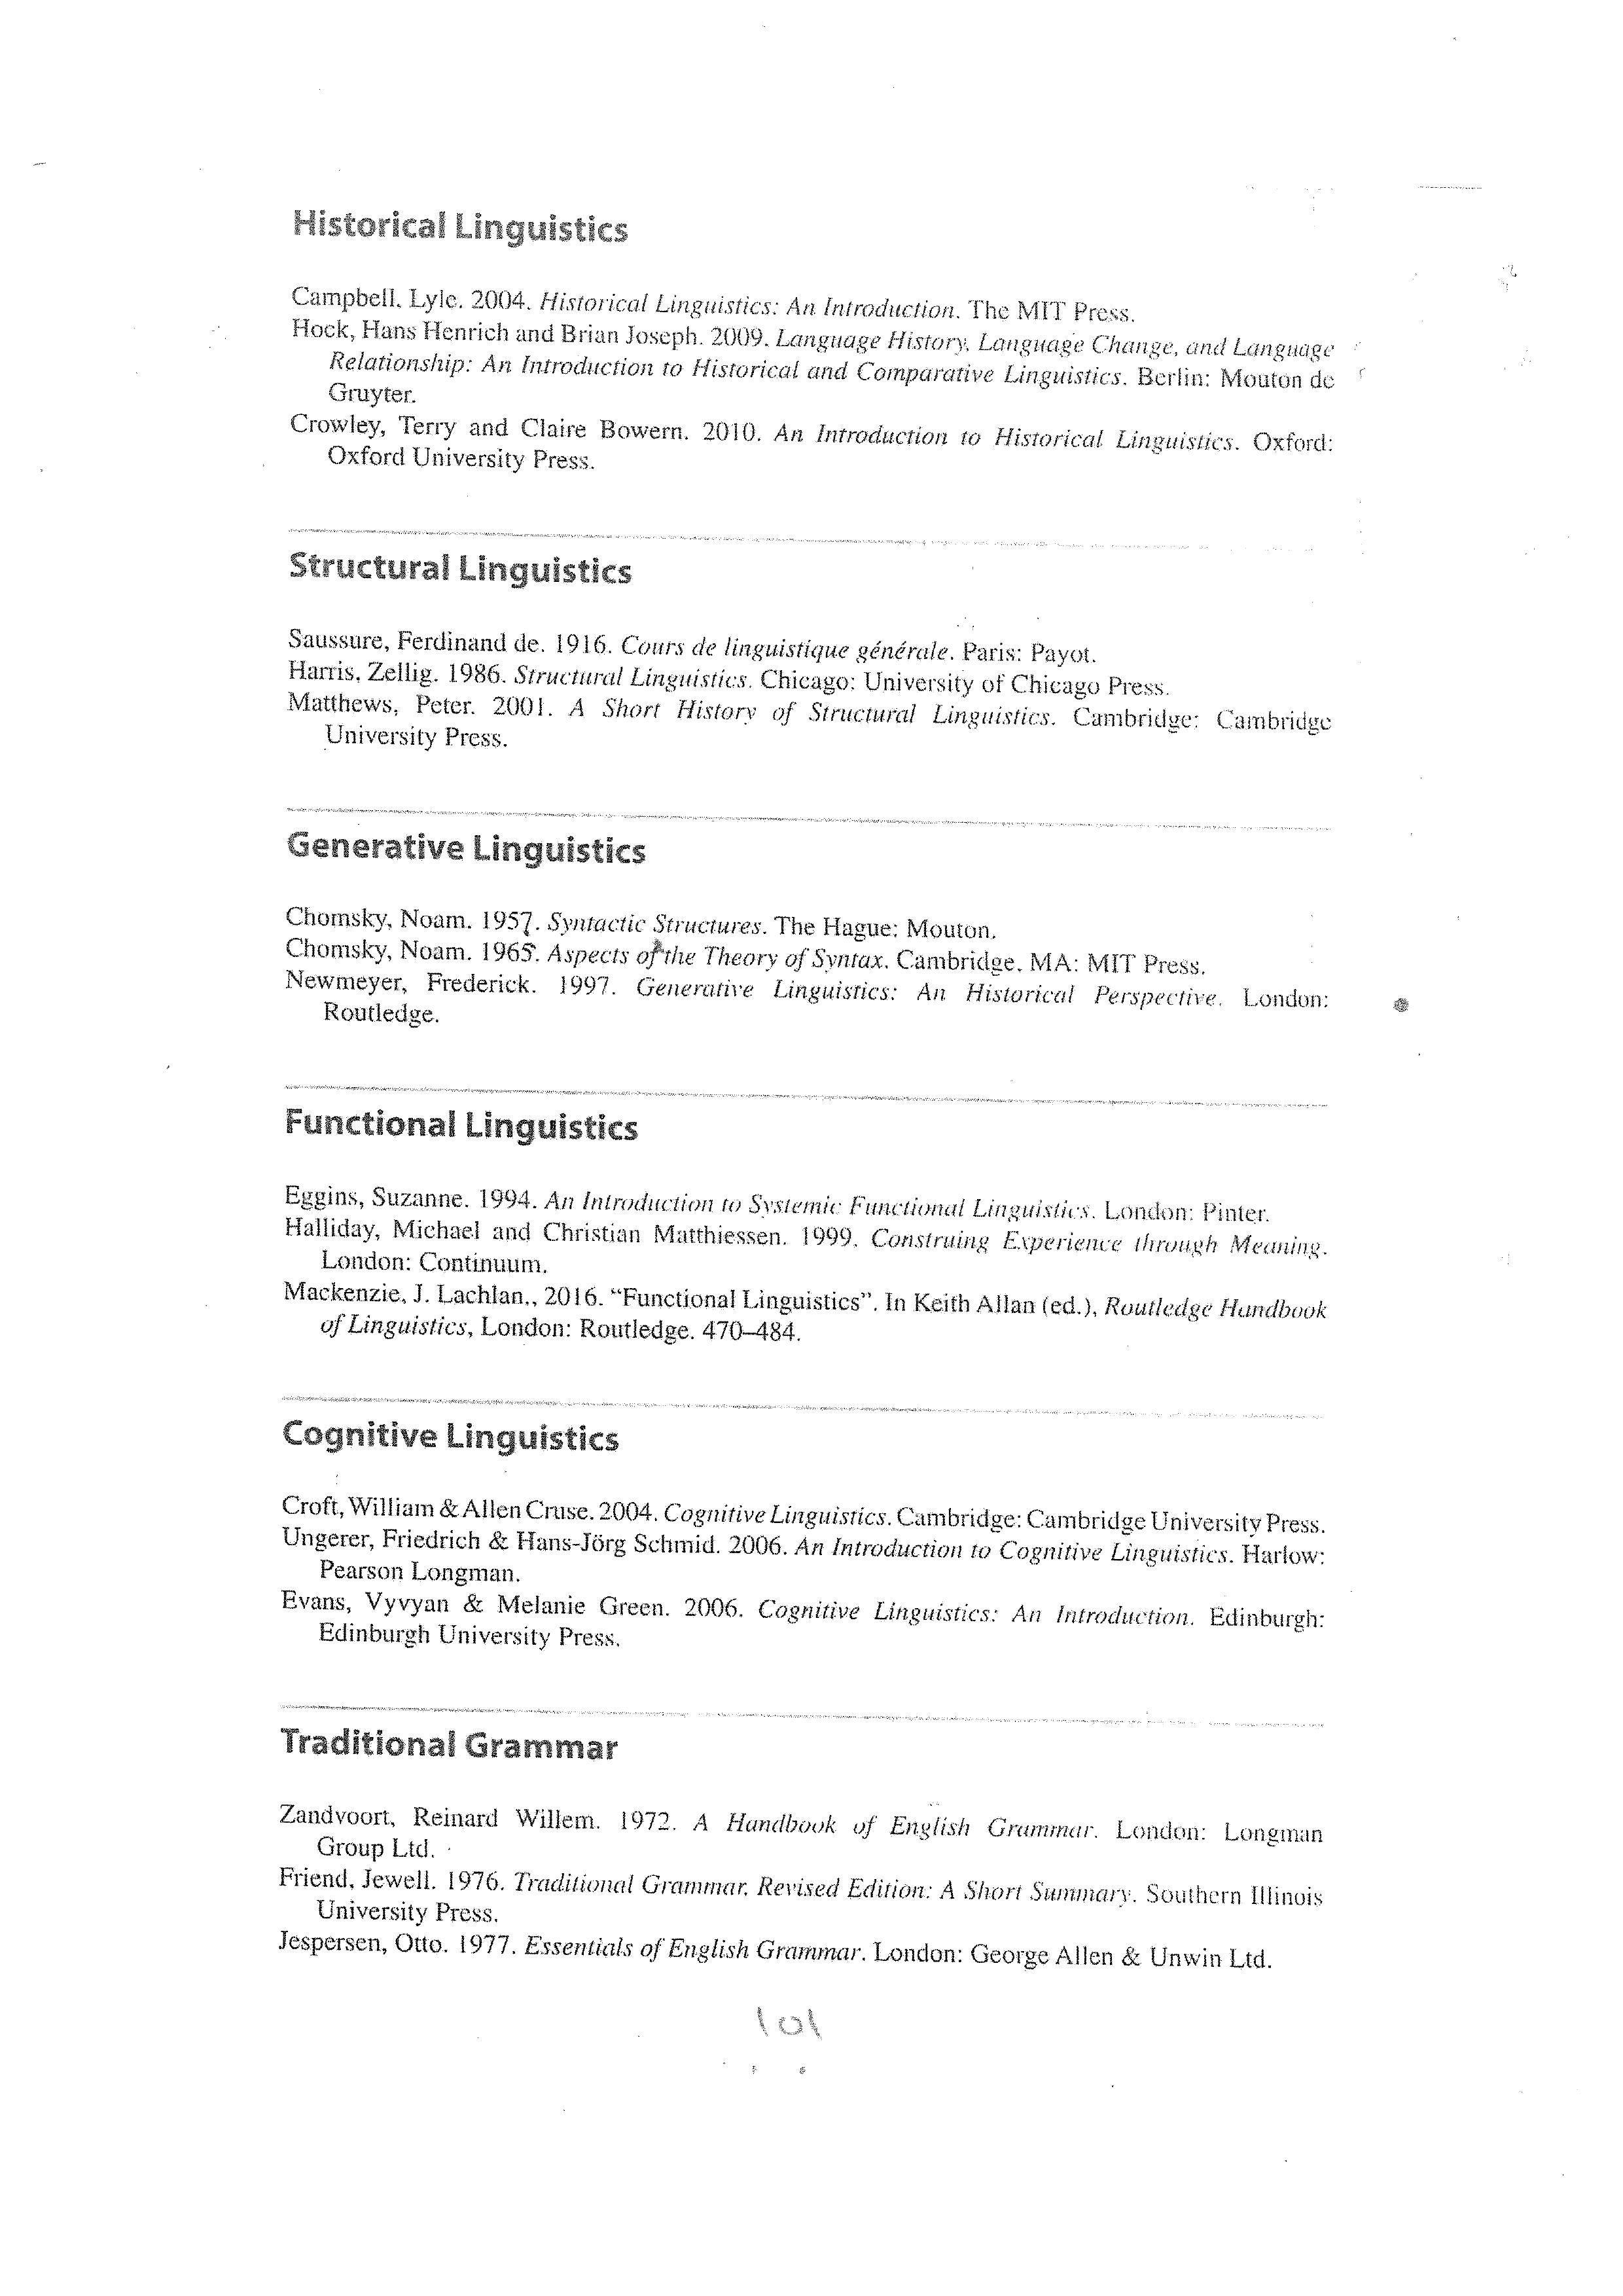 Historical Linguistics
Campbell, Lyle. 2004. Historical Linguistics: An Introduction. The MIT Press.
Hock, Hans Henrich and Brian Joseph. 2009. Language History, Language Change, and Language
Relationship: An Introduction to Historical and Comparative Linguistics. Berlin: Mouton de
Gruyter.
Crowley, Terry and Claire Bowern. 2010. An Introduction to Historical Linguistics. Oxford:
Oxford University Press.
Structural Linguistics
Saussure, Ferdinand de. 1916. Cours de linguistique générale. Paris: Payot.
Harris, Zellig. 1986. Structural Linguistics. Chicago: University of Chicago Press.
Matthews, Peter. 2001. A Short History of Structural Linguistics. Cambridge: Cambridge
University Press.
Generative Linguistics
Chomsky, Noam. 1957. Syntactic Structures. The Hague: Mouton.
Chomsky, Noam. 1965. Aspects of the Theory of Syntax. Cambridge, MA: MIT Press.
Newmeyer, Frederick. 1997. Generative Linguistics: An Historical Perspective. London:
Routledge.
Functional Linguistics
Eggins, Suzanne. 1994. An Introduction to Systemic Functional Linguistics. London: Pinter.
Halliday, Michael and Christian Matthiessen. 1999. Construing Experience through Meaning.
London: Continuum.
Mackenzie, J. Lachlan,, 2016. “Functional Linguistics”. In Keith Allan (ed.), Routledge Handbook
of Linguistics, London: Routledge. 470–484.
Cognitive Linguistics
Croft, William & Allen Cruse. 2004. Cognitive Linguistics. Cambridge: Cambridge University Press.
Ungerer, Friedrich & Hans-Jörg Schmid. 2006. An Introduction to Cognitive Linguistics. Harlow:
Pearson Longman.
Evans, Vyvyan & Melanie Green. 2006. Cognitive Linguistics: An Introduction. Edinburgh:
Edinburgh University Press.
Traditional Grammar
Zandvoort, Reinard Willem. 1972. A Handbook of English Grammar. London: Longman
Group Ltd.
Friend, Jewell. 1976. Traditional Grammar, Revised Edition: A Short Summary. Southern Illinois
University Press.
Jespersen, Otto. 1977. Essentials of English Grammar. London: George Allen & Unwin Ltd.
101